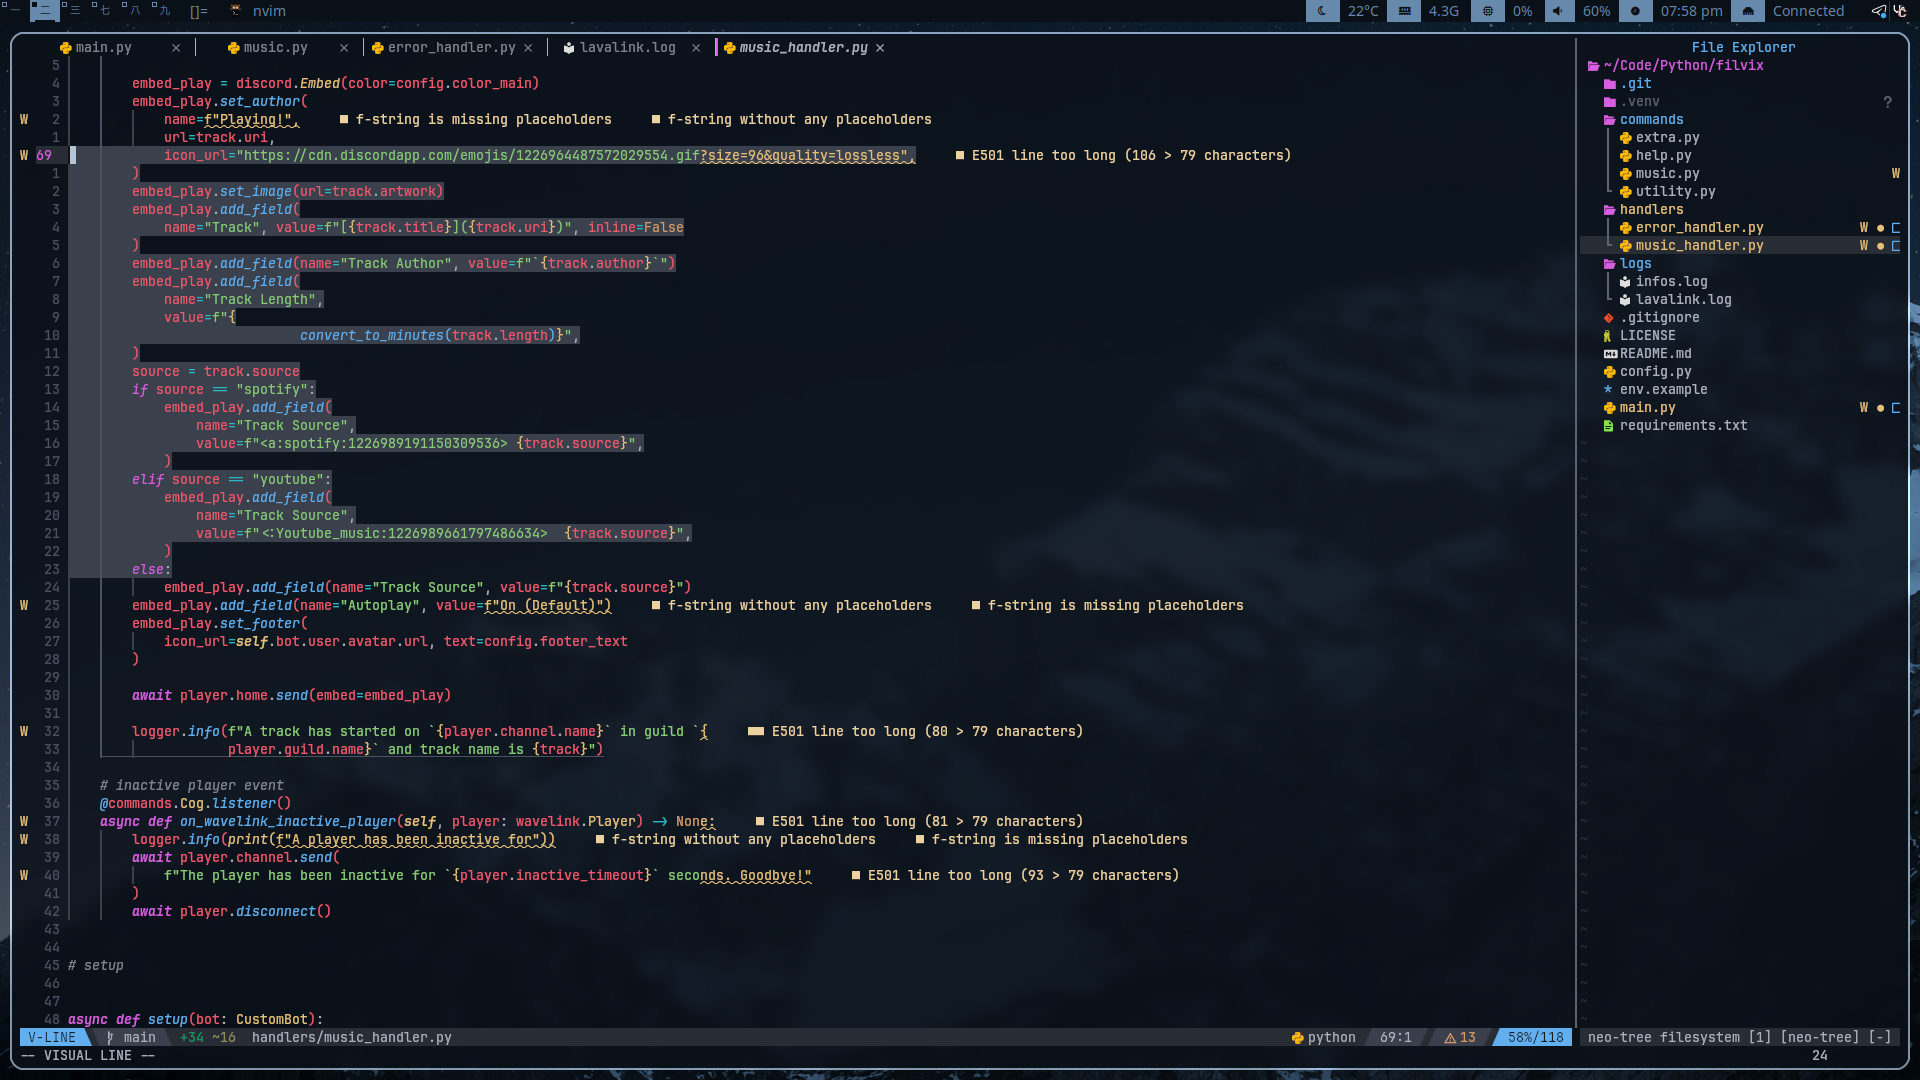 一 二 三 七 八 九 []= nvim 22°C 4.3G 0% 60% 07:58 pm Connected
main.py × music.py × error_handler.py × lavalink.log × music_handler.py ×
5
4 embed_play = discord.Embed(color=config.color_main)
3 embed_play.set_author(
W 2 name=f"Playing!", ■ f-string is missing placeholders ■ f-string without any placeholders
1 url=track.uri,
W 69 icon_url="https://cdn.discordapp.com/emojis/1226964487572029554.gif?size=96&quality=lossless", ■ E501 line too long (106 > 79 characters)
1 )
2 embed_play.set_image(url=track.artwork)
3 embed_play.add_field(
4 name="Track", value=f"[{track.title}]({track.uri})", inline=False
5 )
6 embed_play.add_field(name="Track Author", value=f"`{track.author}`")
7 embed_play.add_field(
8 name="Track Length",
9 value=f"{
10 convert_to_minutes(track.length)}",
11 )
12 source = track.source
13 if source == "spotify":
14 embed_play.add_field(
15 name="Track Source",
16 value=f"<a:spotify:1226989191150309536> {track.source}",
17 )
18 elif source == "youtube":
19 embed_play.add_field(
20 name="Track Source",
21 value=f"<:Youtube_music:1226989661797486634>  {track.source}",
22 )
23 else:
24 embed_play.add_field(name="Track Source", value=f"{track.source}")
W 25 embed_play.add_field(name="Autoplay", value=f"On (Default)") ■ f-string without any placeholders ■ f-string is missing placeholders
26 embed_play.set_footer(
27 icon_url=self.bot.user.avatar.url, text=config.footer_text
28 )
29
30 await player.home.send(embed=embed_play)
31
W 32 logger.info(f"A track has started on `{player.channel.name}` in guild `{ ■■ E501 line too long (80 > 79 characters)
33 player.guild.name}` and track name is {track}")
34
35 # inactive player event
36 @commands.Cog.listener()
W 37 async def on_wavelink_inactive_player(self, player: wavelink.Player) -> None: ■ E501 line too long (81 > 79 characters)
W 38 logger.info(print(f"A player has been inactive for")) ■ f-string without any placeholders ■ f-string is missing placeholders
39 await player.channel.send(
W 40 f"The player has been inactive for `{player.inactive_timeout}` seconds. Goodbye!" ■ E501 line too long (93 > 79 characters)
41 )
42 await player.disconnect()
43
44
45 # setup
46
47
48 async def setup(bot: CustomBot):
V-LINE main +34 ~16 handlers/music_handler.py python 69:1 13 58%/118
-- VISUAL LINE -- 24
File Explorer
~/Code/Python/filvix
.git
.venv ?
commands
extra.py
help.py
music.py W
utility.py
handlers
error_handler.py W ●
music_handler.py W ●
logs
infos.log
lavalink.log
.gitignore
LICENSE
README.md
config.py
* env.example
main.py W ●
requirements.txt
neo-tree filesystem [1] [neo-tree] [-]